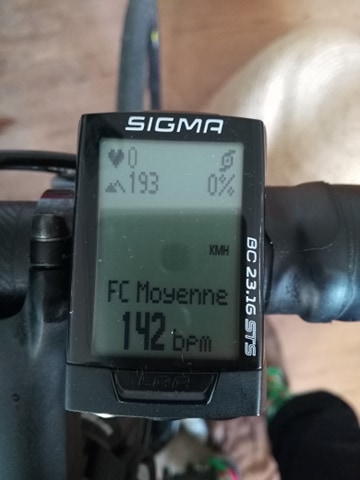 SIGMA
0
193 0%
KMH
FC Moyenne
142 bpm
BC 23.16 STS